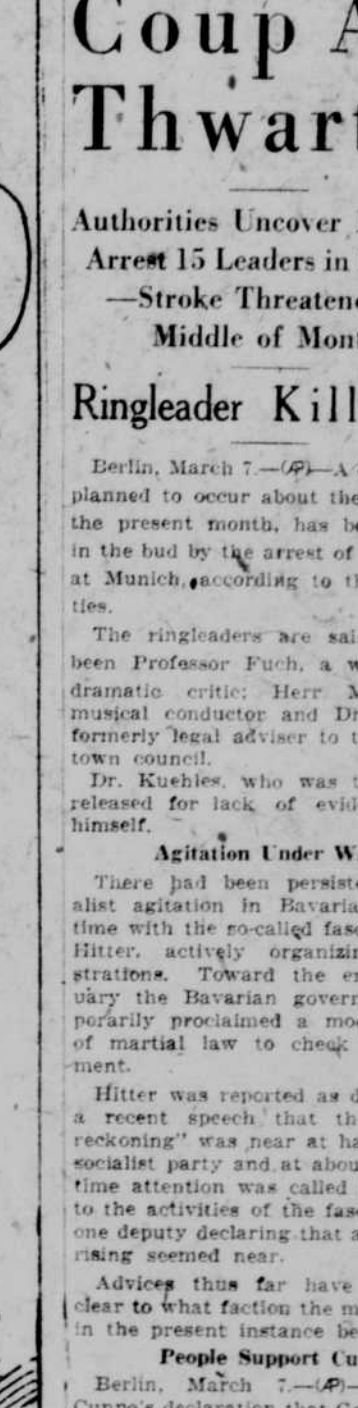 Coup A
Thwart
Authorities Uncover
Arrest 15 Leaders in
—Stroke Threatene
Middle of Mon
Ringleader Kill
Berlin, March 7.—(AP)—A
planned to occur about the
the present month, has be
in the bud by the arrest of
at Munich, according to th
ties.
The ringleaders are sai
been Professor Fuch, a w
dramatic critic; Herr M
musical conductor and Dr
formerly legal adviser to t
town council.
Dr. Kuehles, who was t
released for lack of evid
himself.
Agitation Under W
There had been persiste
alist agitation in Bavaria
time with the so-called fasc
Hitter, actively organizin
strations. Toward the en
uary the Bavarian govern
porarily proclaimed a mod
of martial law to check
ment.
Hitter was reported as d
a recent speech that th
reckoning" was near at ha
socialist party and at abou
time attention was called
to the activities of the fasc
one deputy declaring that a
rising seemed near.
Advices thus far have
clear to what faction the m
in the present instance be
People Support Cu
Berlin, March 7.—(AP)—
Cuno's declaration that G